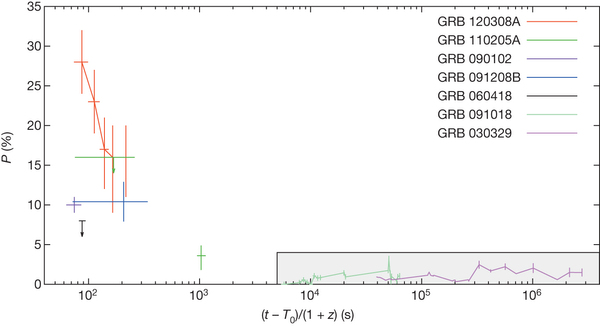 35
30
25
20
15
10
5
0
P (%)
GRB 120308A
GRB 110205A
GRB 090102
GRB 091208B
GRB 060418
GRB 091018
GRB 030329
10² 10³ 10⁴ 10⁵ 10⁶
(t – T₀)/(1 + z) (s)